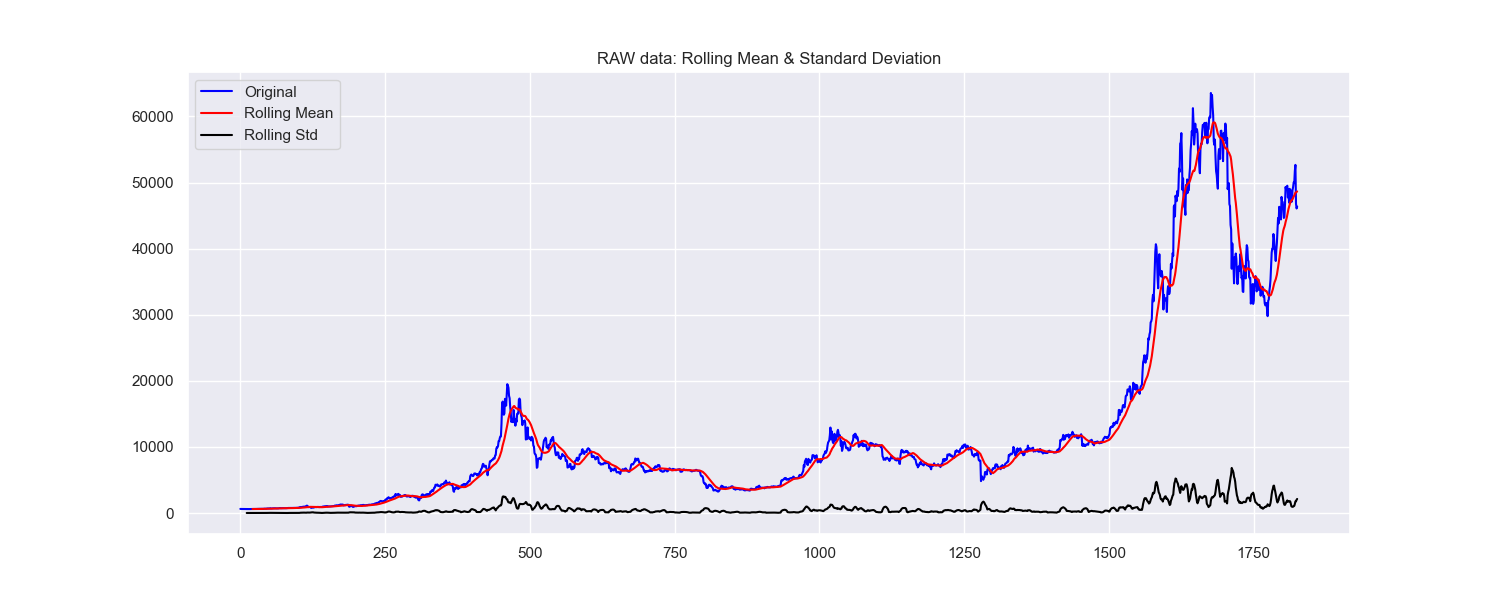 RAW data: Rolling Mean & Standard Deviation
Original
Rolling Mean
Rolling Std
60000
50000
40000
30000
20000
10000
0
0 250 500 750 1000 1250 1500 1750